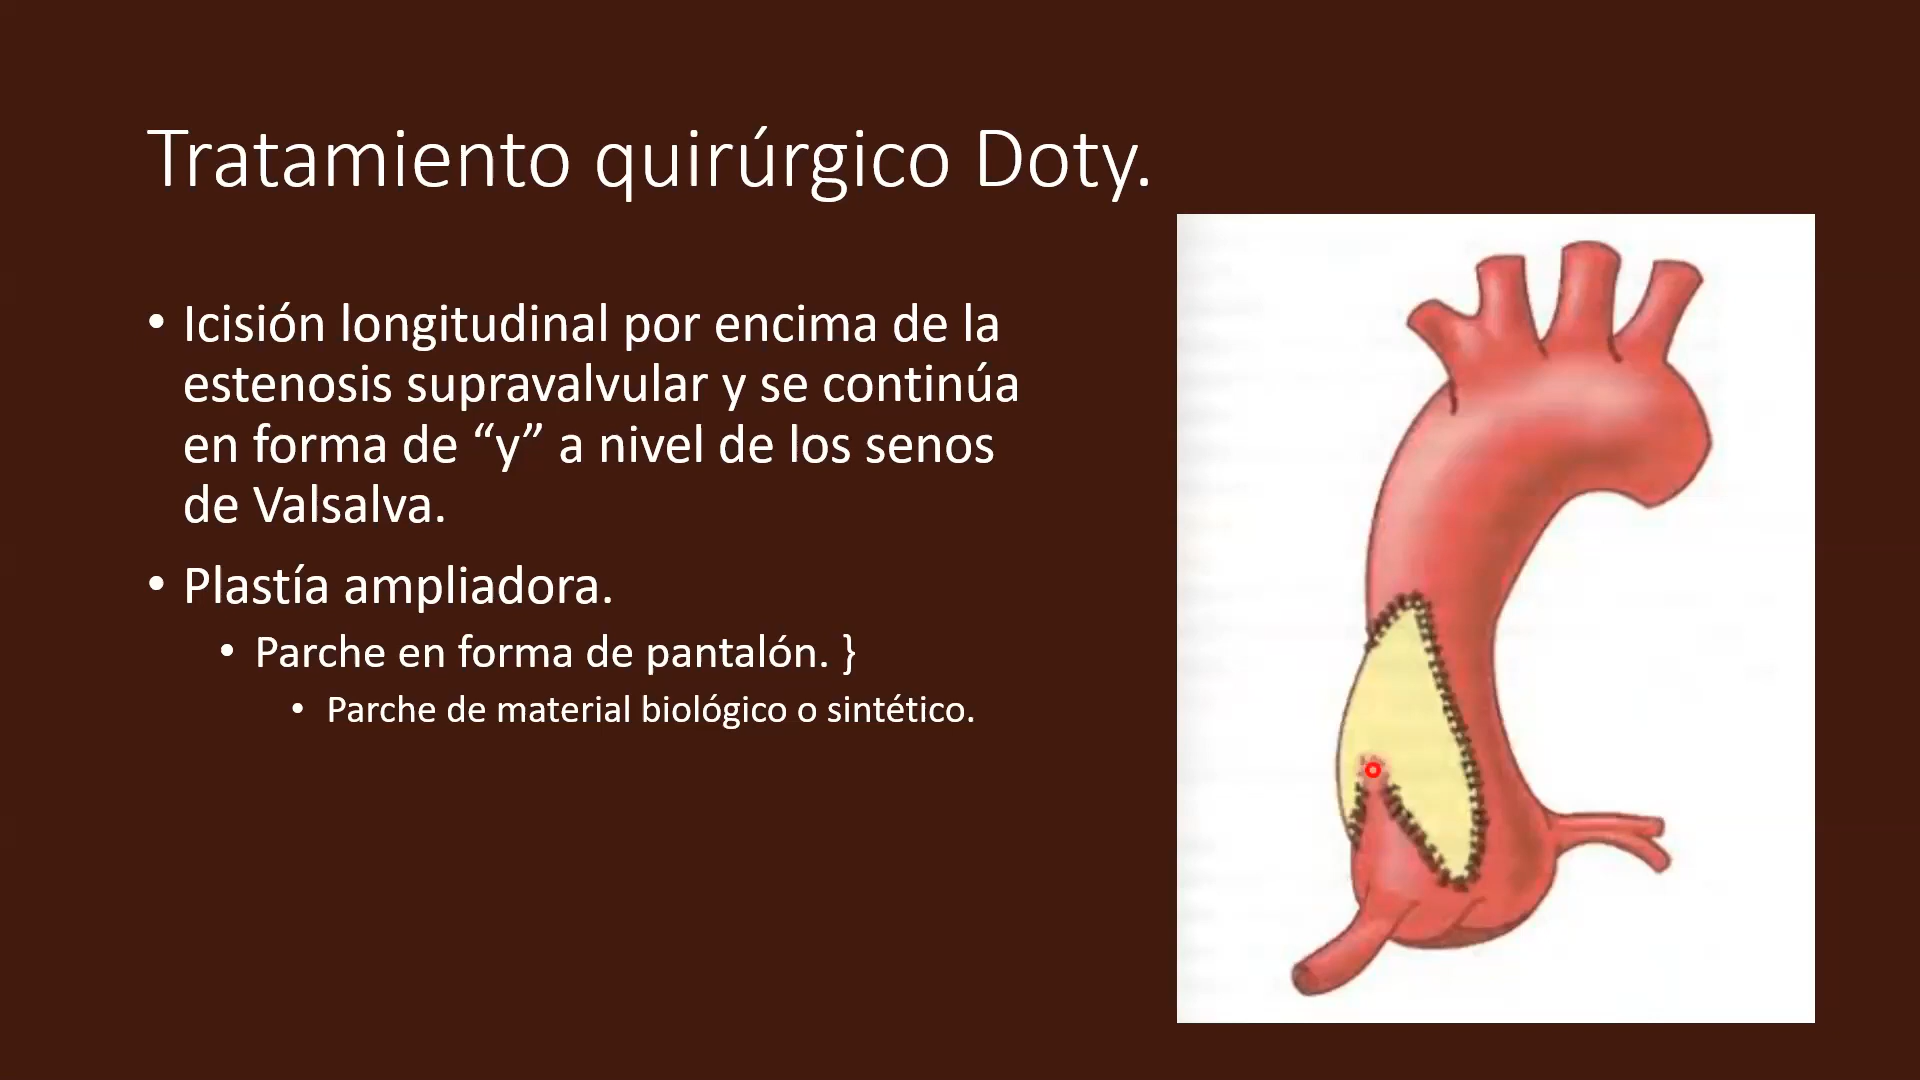 Tratamiento quirúrgico Doty.
• Icisión longitudinal por encima de la
estenosis supravalvular y se continúa
en forma de “y” a nivel de los senos
de Valsalva.
• Plastía ampliadora.
• Parche en forma de pantalón. }
• Parche de material biológico o sintético.